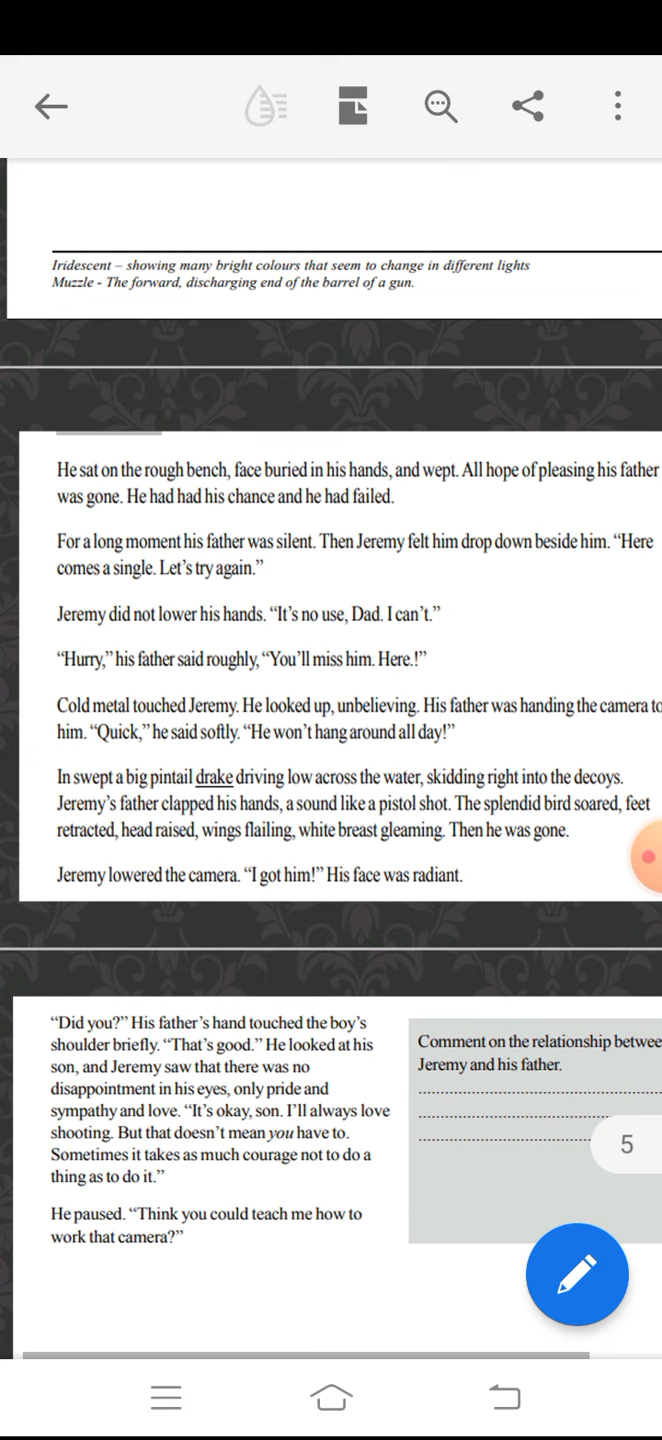 Iridescent – showing many bright colours that seem to change in different lights
Muzzle - The forward, discharging end of the barrel of a gun.
He sat on the rough bench, face buried in his hands, and wept. All hope of pleasing his father
was gone. He had had his chance and he had failed.
For a long moment his father was silent. Then Jeremy felt him drop down beside him. “Here
comes a single. Let’s try again.”
Jeremy did not lower his hands. “It’s no use, Dad. I can’t.”
“Hurry,” his father said roughly, “You’ll miss him. Here.!”
Cold metal touched Jeremy. He looked up, unbelieving. His father was handing the camera to
him. “Quick,” he said softly. “He won’t hang around all day!”
In swept a big pintail drake driving low across the water, skidding right into the decoys.
Jeremy’s father clapped his hands, a sound like a pistol shot. The splendid bird soared, feet
retracted, head raised, wings flailing, white breast gleaming. Then he was gone.
Jeremy lowered the camera. “I got him!” His face was radiant.
“Did you?” His father’s hand touched the boy’s
shoulder briefly. “That’s good.” He looked at his
son, and Jeremy saw that there was no
disappointment in his eyes, only pride and
sympathy and love. “It’s okay, son. I’ll always love
shooting. But that doesn’t mean you have to.
Sometimes it takes as much courage not to do a
thing as to do it.”
He paused. “Think you could teach me how to
work that camera?”
Comment on the relationship betwee
Jeremy and his father.
5